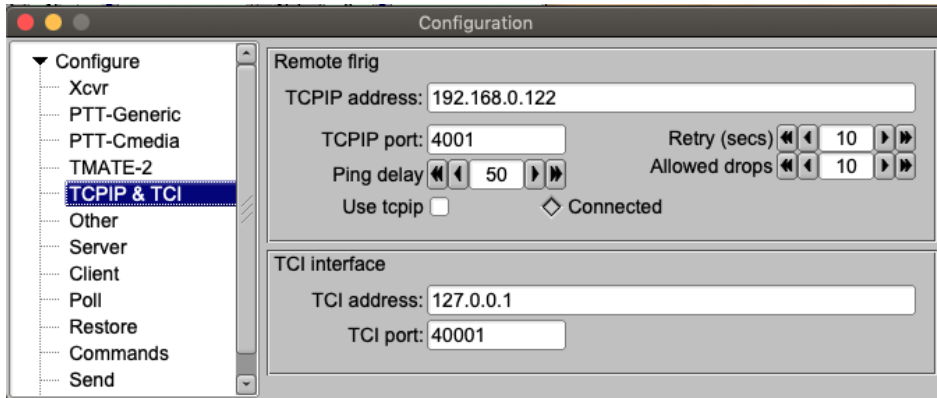 Configuration
Configure
Xcvr
PTT-Generic
PTT-Cmedia
TMATE-2
TCPIP & TCI
Other
Server
Client
Poll
Restore
Commands
Send
Remote flrig
TCPIP address: 192.168.0.122
TCPIP port: 4001 Retry (secs) 10
Ping delay 50 Allowed drops 10
Use tcpip Connected
TCI interface
TCI address: 127.0.0.1
TCI port: 40001